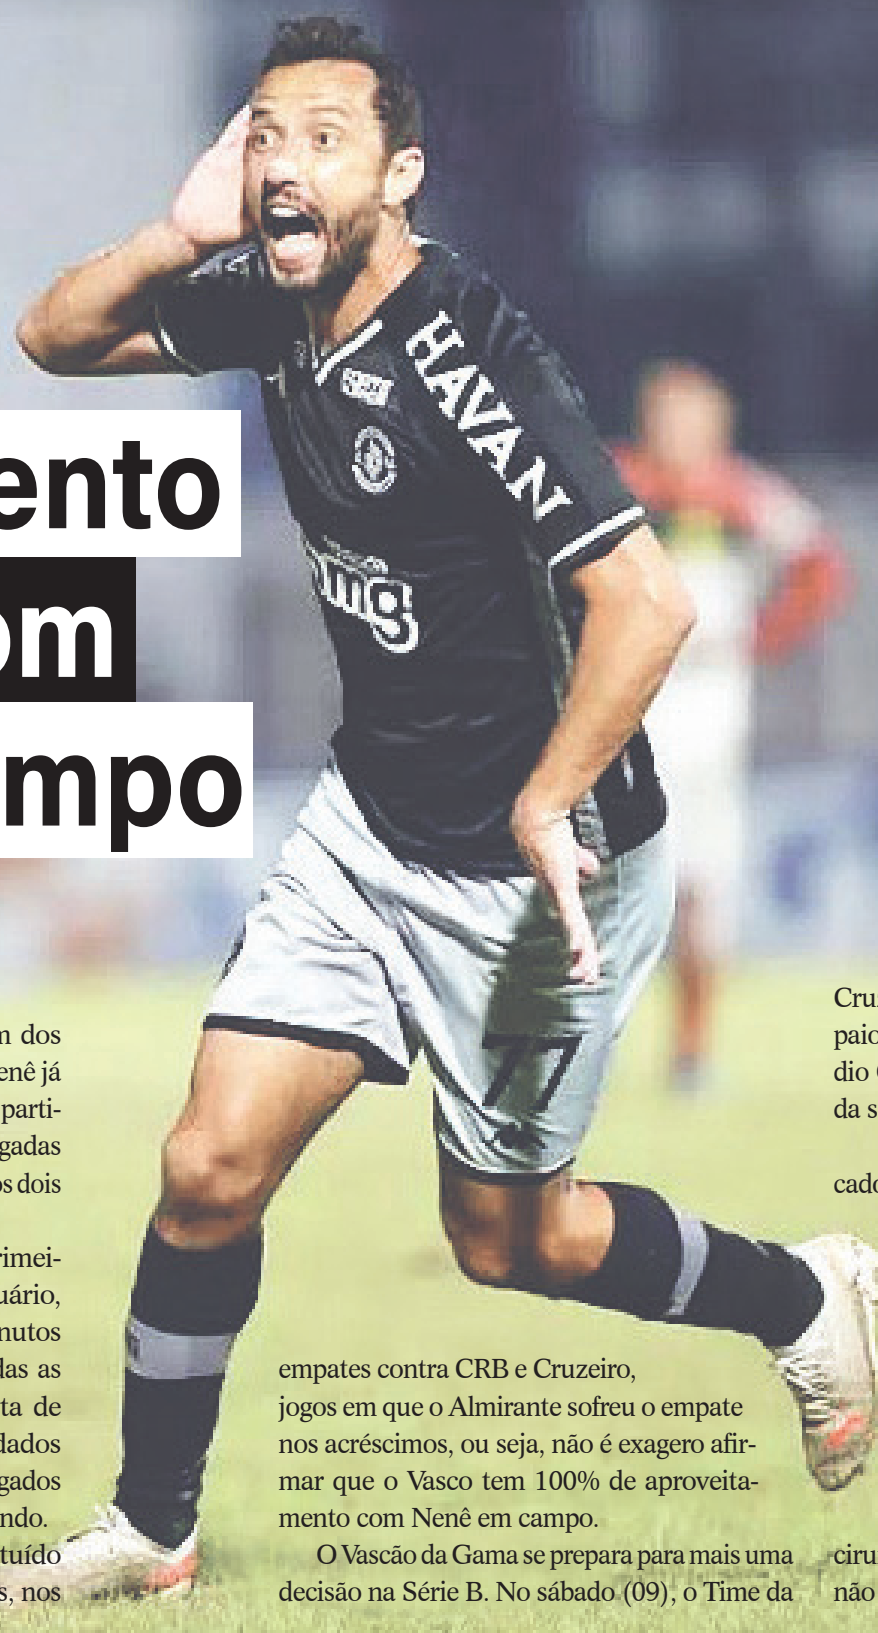 ento
om
mpo
HAVAN
bmg
77
m dos
enê já
parti-
gadas
os dois
rimei-
uário,
nutos
das as
ta de
dados
gados
ndo.
tuído
s, nos
empates contra CRB e Cruzeiro,
jogos em que o Almirante sofreu o empate
nos acréscimos, ou seja, não é exagero afir-
mar que o Vasco tem 100% de aproveita-
mento com Nenê em campo.
O Vascão da Gama se prepara para mais uma
decisão na Série B. No sábado (09), o Time da
Cru
paio
dio
da s
cado
ciru
não